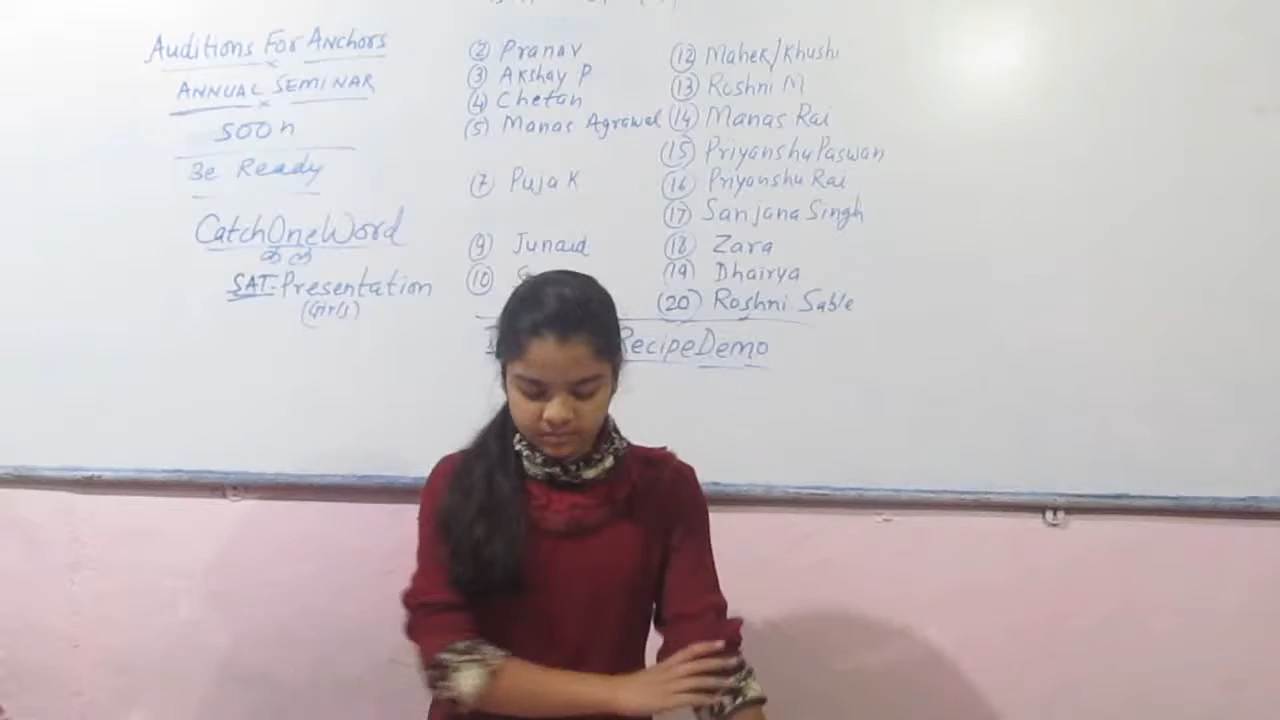 Auditions For Anchors
ANNUAL SEMINAR
SOON
Be Ready
CatchOneWord
SAT-Presentation
(Girls)
(2) Pranav
(3) Akshay P
(4) Chetan
(5) Manas Agrawal
(7) Puja K
(9) Junaid
(10)
(12) Mahek/Khushi
(13) Roshni M
(14) Manas Rai
(15) Priyanshu Paswan
(16) Priyanshu Rai
(17) Sanjana Singh
(18) Zara
(19) Dhairya
(20) Roshni Sable
RecipeDemo